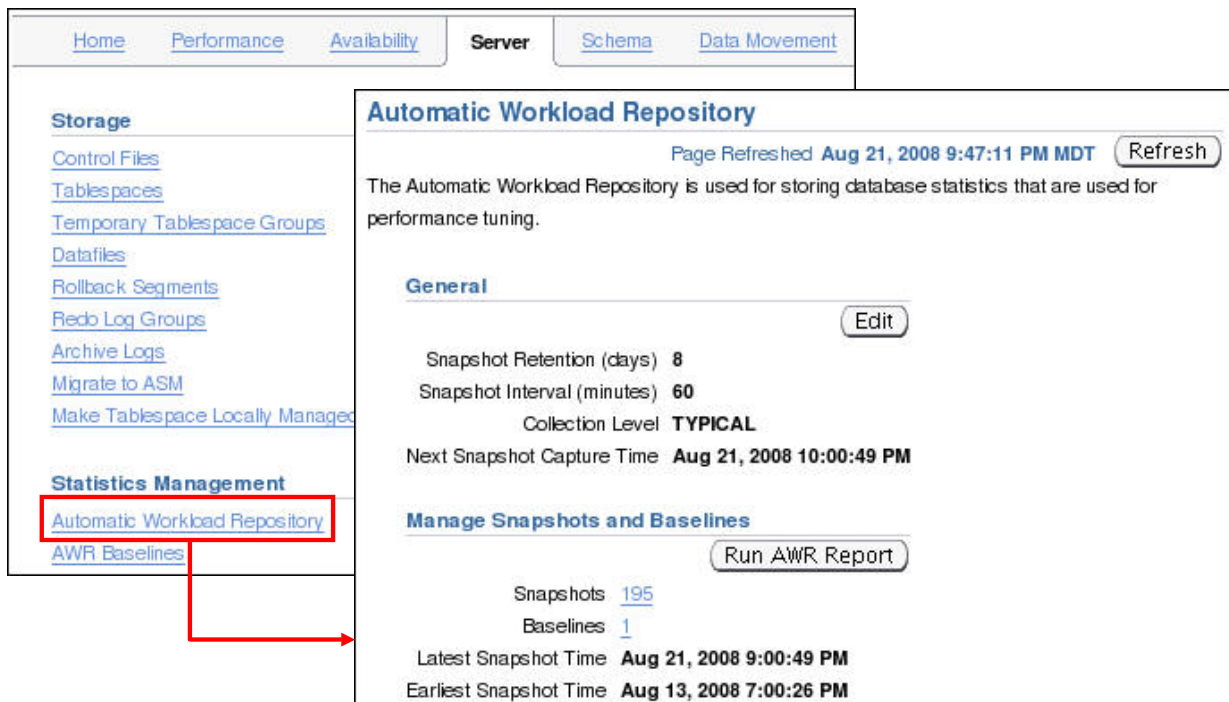 Home Performance Availability Server Schema Data Movement
Storage
Control Files
Tablespaces
Temporary Tablespace Groups
Datafiles
Rollback Segments
Redo Log Groups
Archive Logs
Migrate to ASM
Make Tablespace Locally Managed
Statistics Management
Automatic Workload Repository
AWR Baselines
Automatic Workload Repository
Page Refreshed Aug 21, 2008 9:47:11 PM MDT Refresh
The Automatic Workload Repository is used for storing database statistics that are used for
performance tuning.
General
Edit
Snapshot Retention (days) 8
Snapshot Interval (minutes) 60
Collection Level TYPICAL
Next Snapshot Capture Time Aug 21, 2008 10:00:49 PM
Manage Snapshots and Baselines
Run AWR Report
Snapshots 195
Baselines 1
Latest Snapshot Time Aug 21, 2008 9:00:49 PM
Earliest Snapshot Time Aug 13, 2008 7:00:26 PM